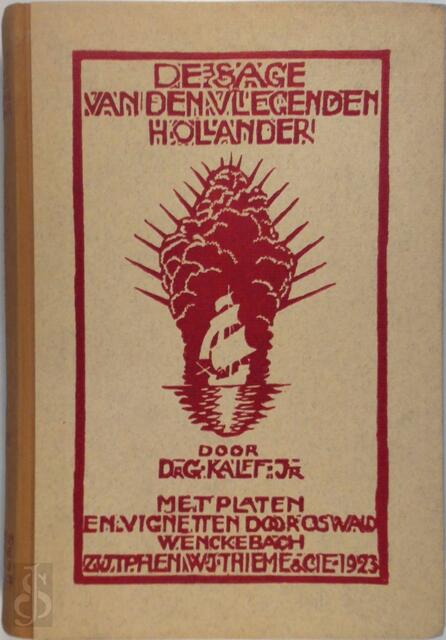 DE SAGE
VAN DEN VLIEGENDEN
HOLLANDER
DOOR
DR G. KALFF: JR
MET PLATEN
EN VIGNETTEN DOOR OSWALD
WENCKEBACH
ZUTPHEN W.J. THIEME & CIE 1923